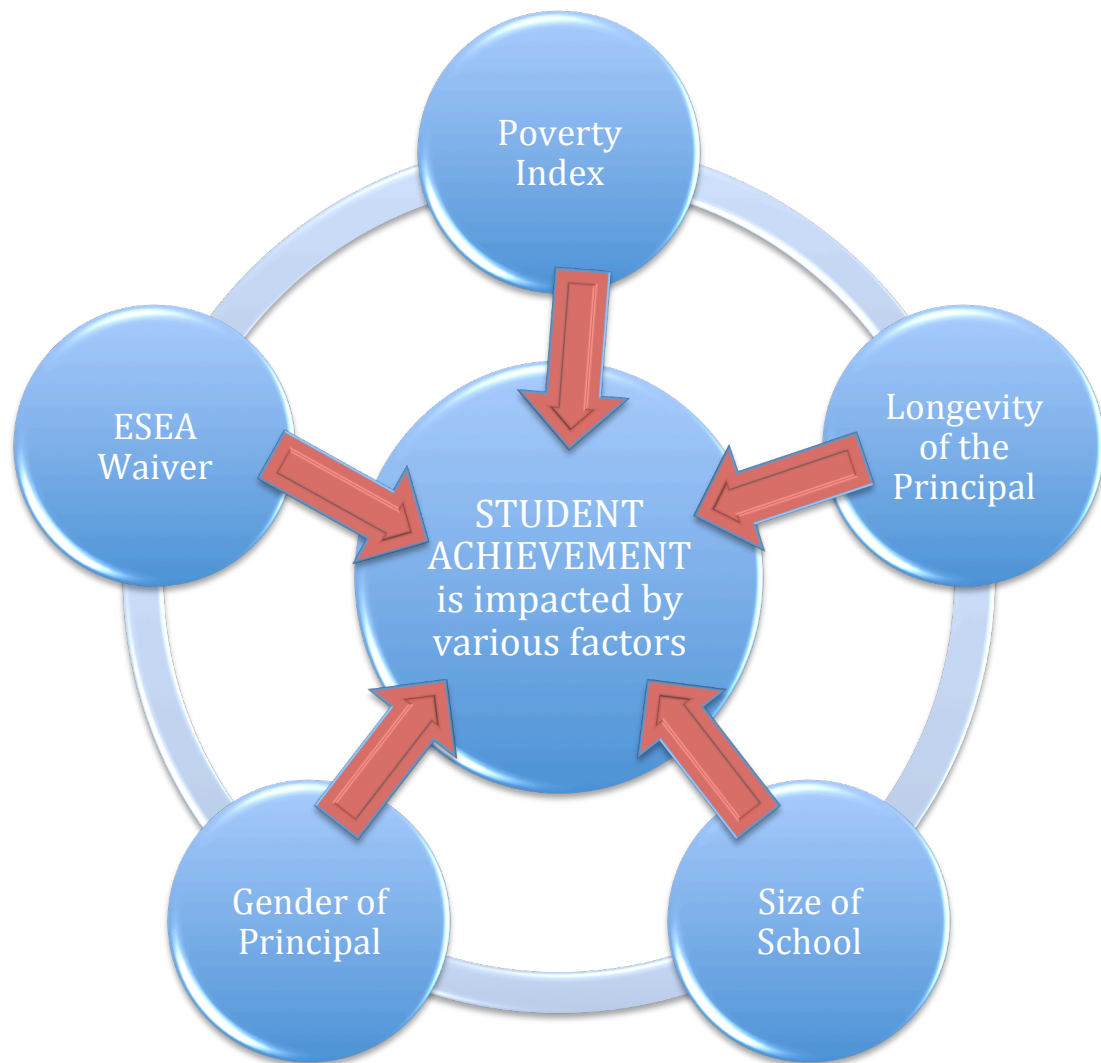 Poverty
Index
Longevity
of the
Principal
Size of
School
Gender of
Principal
ESEA
Waiver
STUDENT
ACHIEVEMENT
is impacted by
various factors